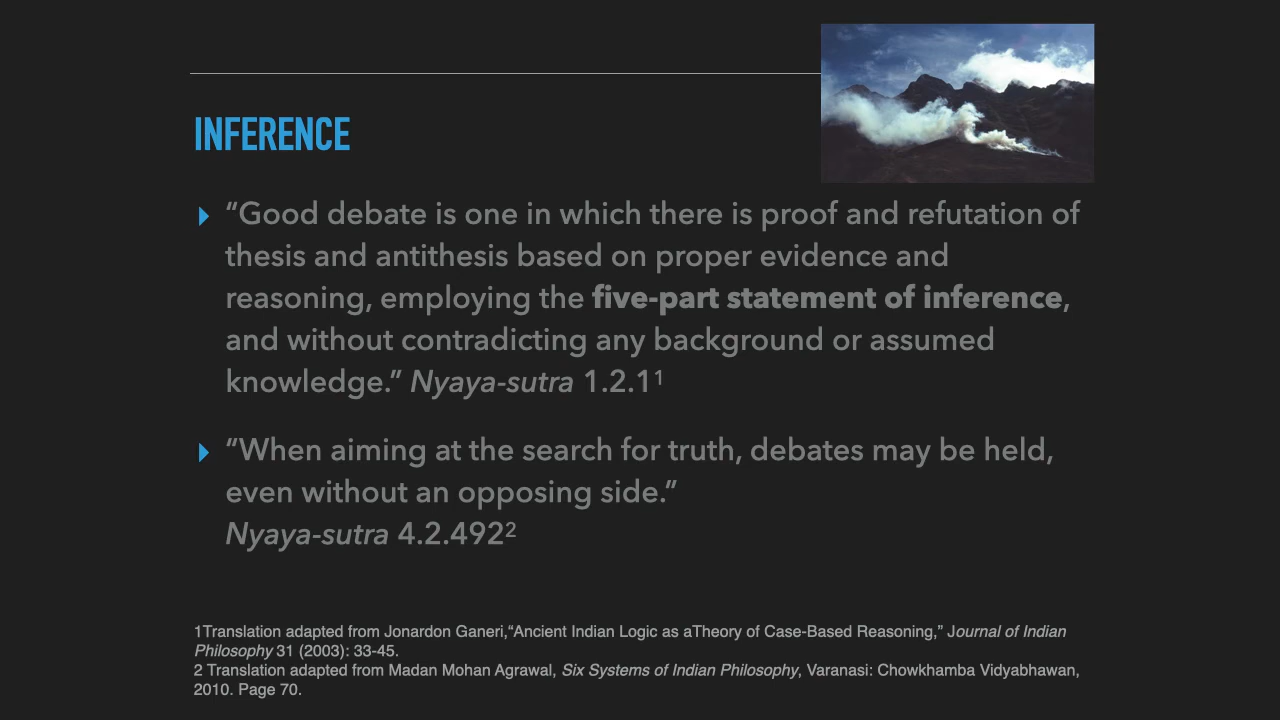 INFERENCE
“Good debate is one in which there is proof and refutation of
thesis and antithesis based on proper evidence and
reasoning, employing the five-part statement of inference,
and without contradicting any background or assumed
knowledge.” Nyaya-sutra 1.2.1¹
“When aiming at the search for truth, debates may be held,
even without an opposing side.”
Nyaya-sutra 4.2.492²
1Translation adapted from Jonardon Ganeri,“Ancient Indian Logic as aTheory of Case-Based Reasoning,” Journal of Indian
Philosophy 31 (2003): 33-45.
2 Translation adapted from Madan Mohan Agrawal, Six Systems of Indian Philosophy, Varanasi: Chowkhamba Vidyabhawan,
2010. Page 70.